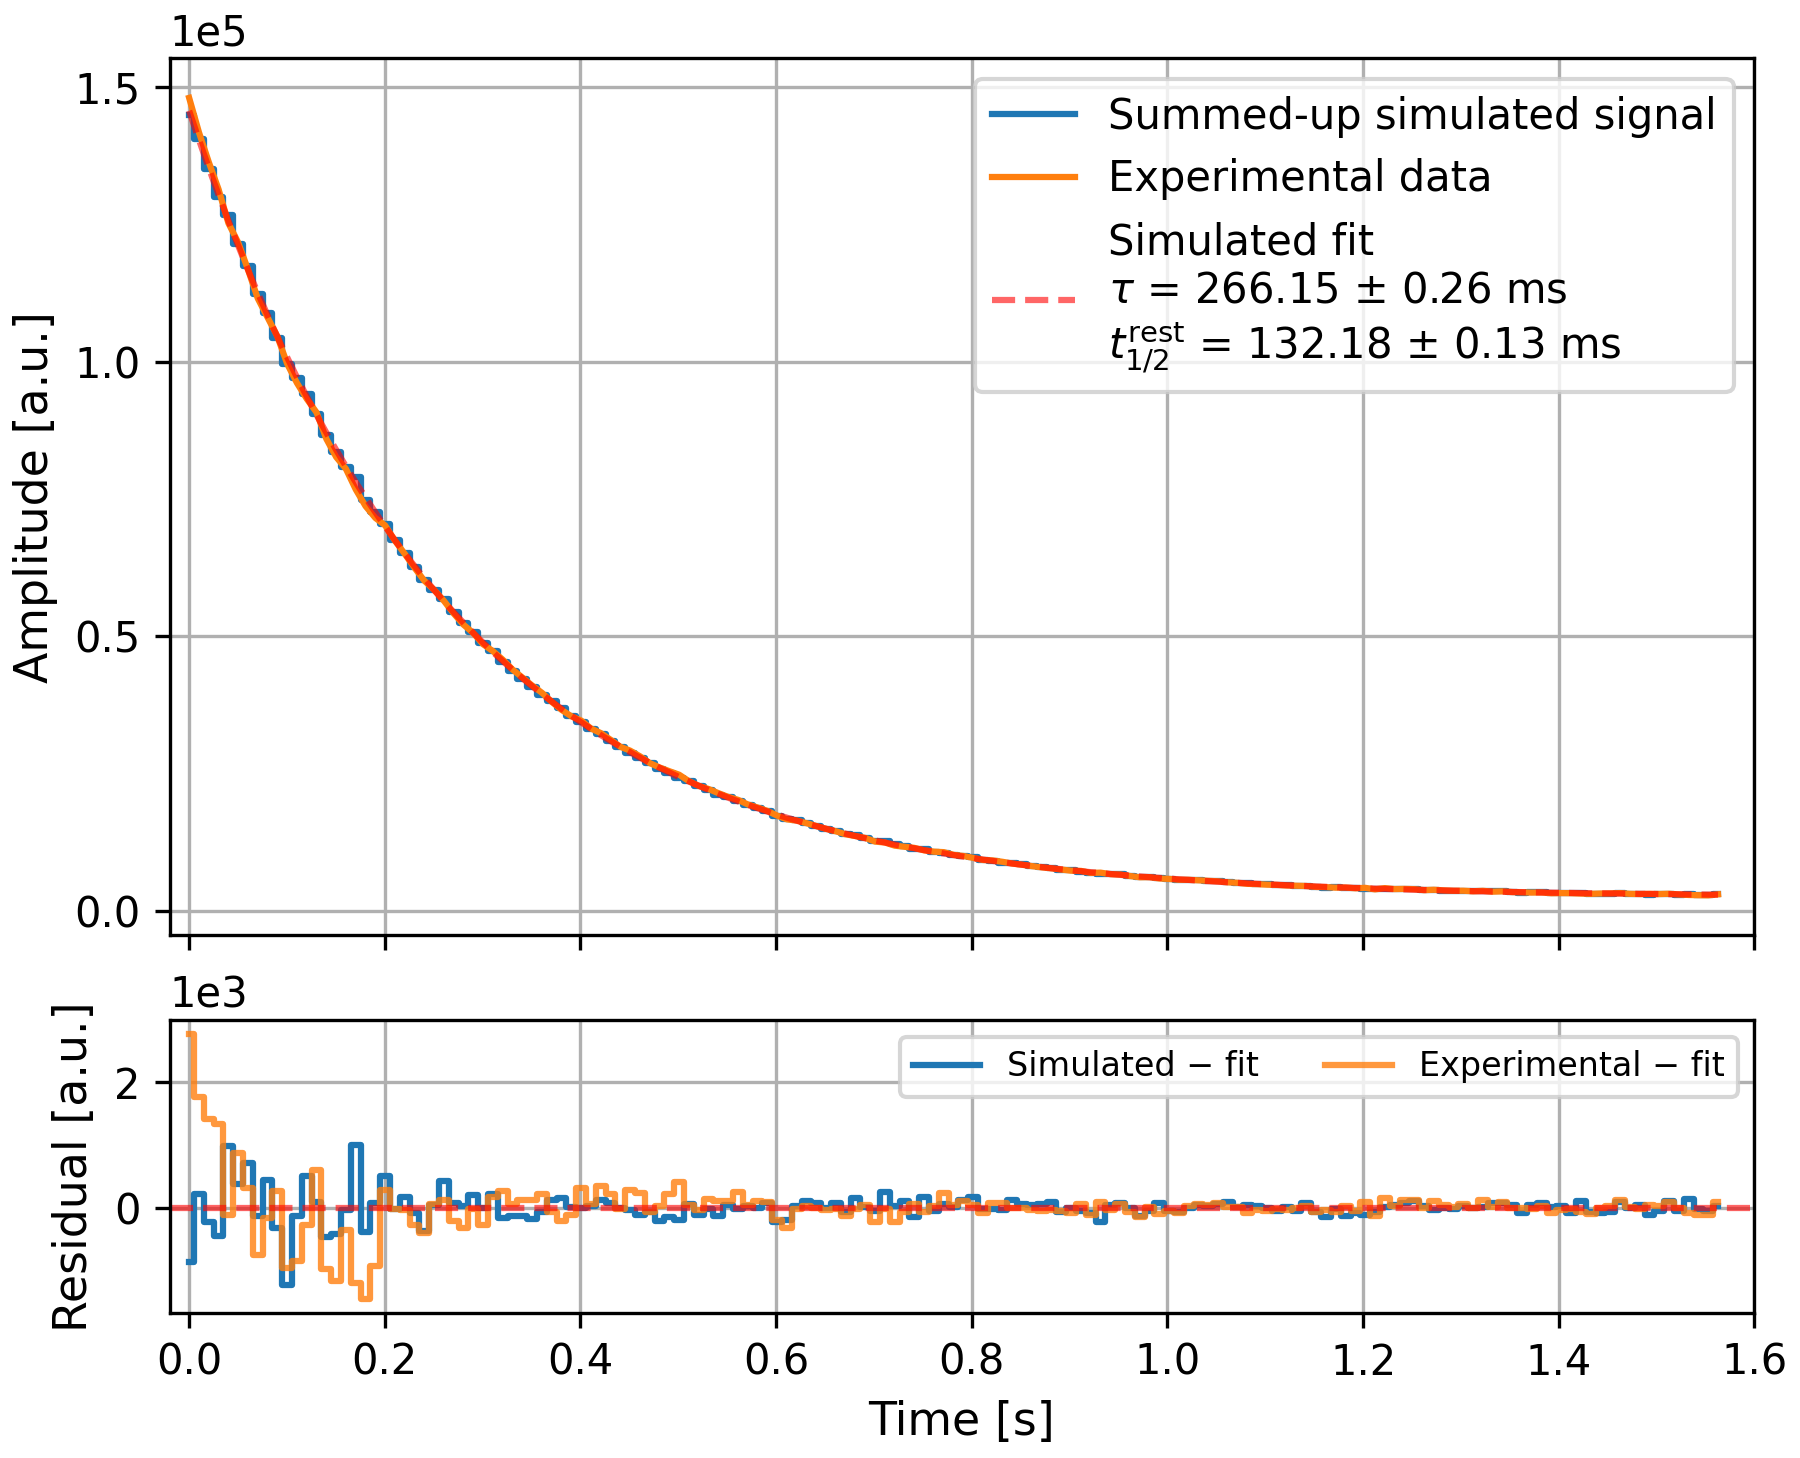 1e5
1.5
1.0
0.5
0.0
Amplitude [a.u.]
Summed-up simulated signal
Experimental data
Simulated fit
τ = 266.15 ± 0.26 ms
t_{1/2}^{rest} = 132.18 ± 0.13 ms
1e3
2
0
Residual [a.u.]
Simulated − fit
Experimental − fit
0.0 0.2 0.4 0.6 0.8 1.0 1.2 1.4 1.6
Time [s]